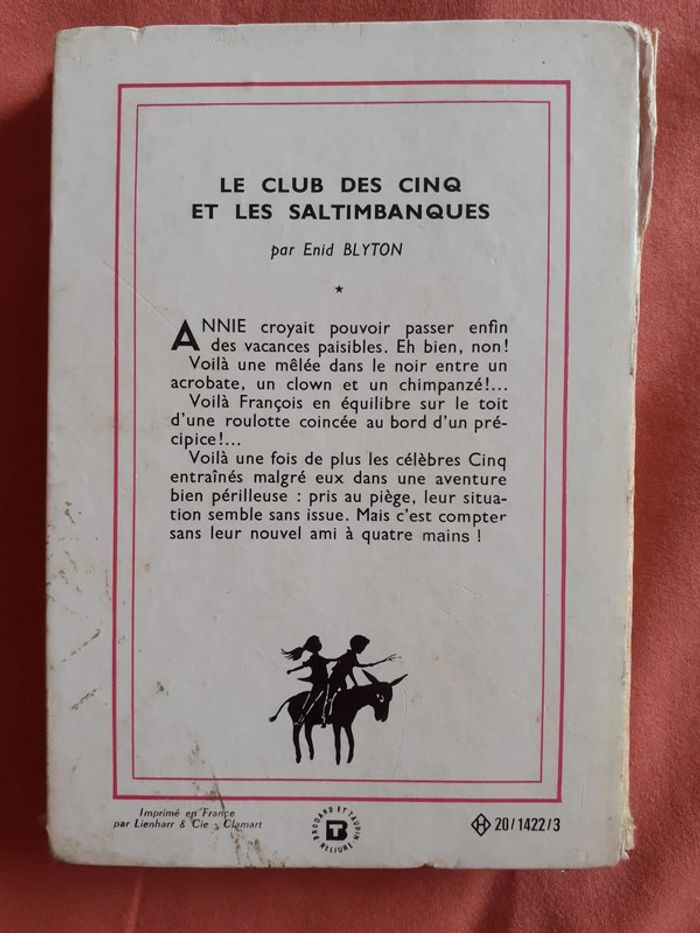 LE CLUB DES CINQ
ET LES SALTIMBANQUES
par Enid BLYTON
★
ANNIE croyait pouvoir passer enfin
des vacances paisibles. Eh bien, non!
Voilà une mêlée dans le noir entre un
acrobate, un clown et un chimpanzé!...
Voilà François en équilibre sur le toit
d'une roulotte coincée au bord d'un pré-
cipice!...
Voilà une fois de plus les célèbres Cinq
entraînés malgré eux dans une aventure
bien périlleuse : pris au piège, leur situa-
tion semble sans issue. Mais c'est compter
sans leur nouvel ami à quatre mains !
Imprimé en France
par Lienharr & Cie - Clamart
BRODARD ET TAUPIN
RELIURE
BT
H 20/1422/3